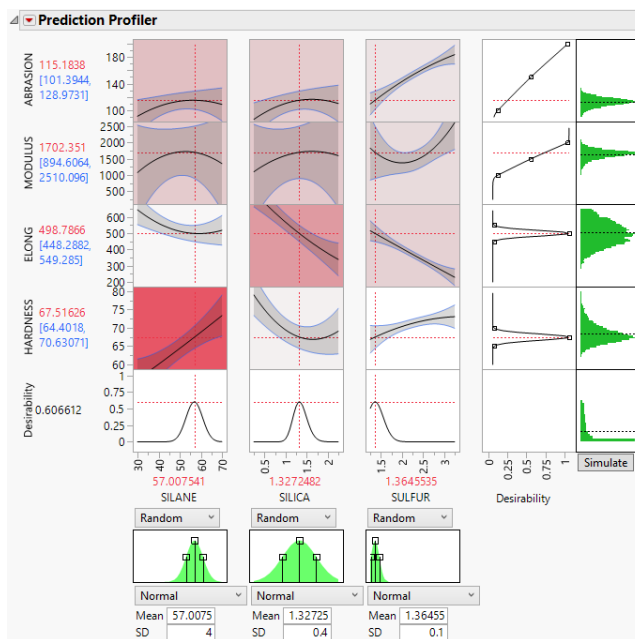 Prediction Profiler
ABRASION
115.1838
[101.3944,
128.9731]
180
140
100
MODULUS
1702.351
[894.6064,
2510.096]
2500
2000
1500
1000
500
ELONG
498.7866
[448.2882,
549.285]
600
500
400
300
200
HARDNESS
67.51626
[64.4018,
70.63071]
80
75
70
65
60
Desirability
0.606612
1
0.75
0.5
0.25
0
30 40 50 60 70
0.5 1 1.5 2
1.5 2 2.5 3
0 0.25 0.5 0.75 1
Simulate
57.007541 1.3272482 1.3645535
SILANE SILICA SULFUR Desirability
Random Random Random
Normal Normal Normal
Mean 57.0075 Mean 1.32725 Mean 1.36455
SD 4 SD 0.4 SD 0.1